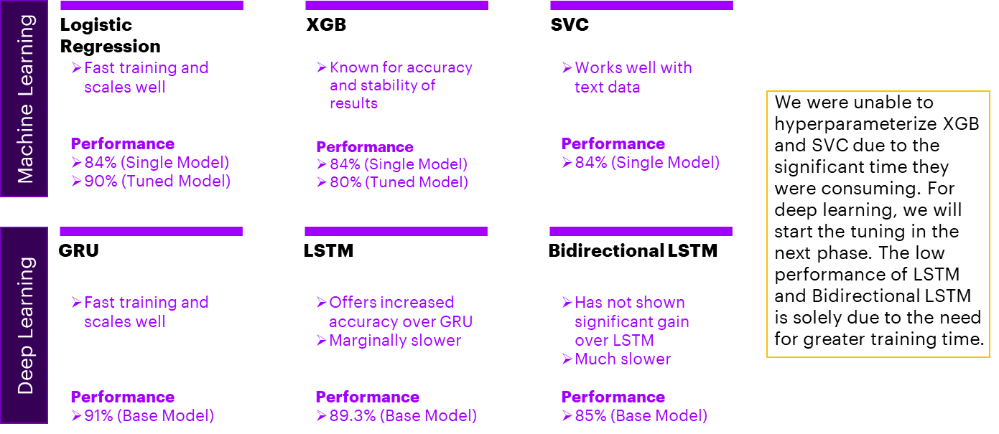 Machine Learning
Logistic
Regression
➢Fast training and
scales well
Performance
➢84% (Single Model)
➢90% (Tuned Model)
XGB
➢Known for accuracy
and stability of
results
Performance
➢84% (Single Model)
➢80% (Tuned Model)
SVC
➢Works well with
text data
Performance
➢84% (Single Model)
Deep Learning
GRU
➢Fast training and
scales well
Performance
➢91% (Base Model)
LSTM
➢Offers increased
accuracy over GRU
➢Marginally slower
Performance
➢89.3% (Base Model)
Bidirectional LSTM
➢Has not shown
significant gain
over LSTM
➢Much slower
Performance
➢85% (Base Model)
We were unable to
hyperparameterize XGB
and SVC due to the
significant time they
were consuming. For
deep learning, we will
start the tuning in the
next phase. The low
performance of LSTM
and Bidirectional LSTM
is solely due to the need
for greater training time.